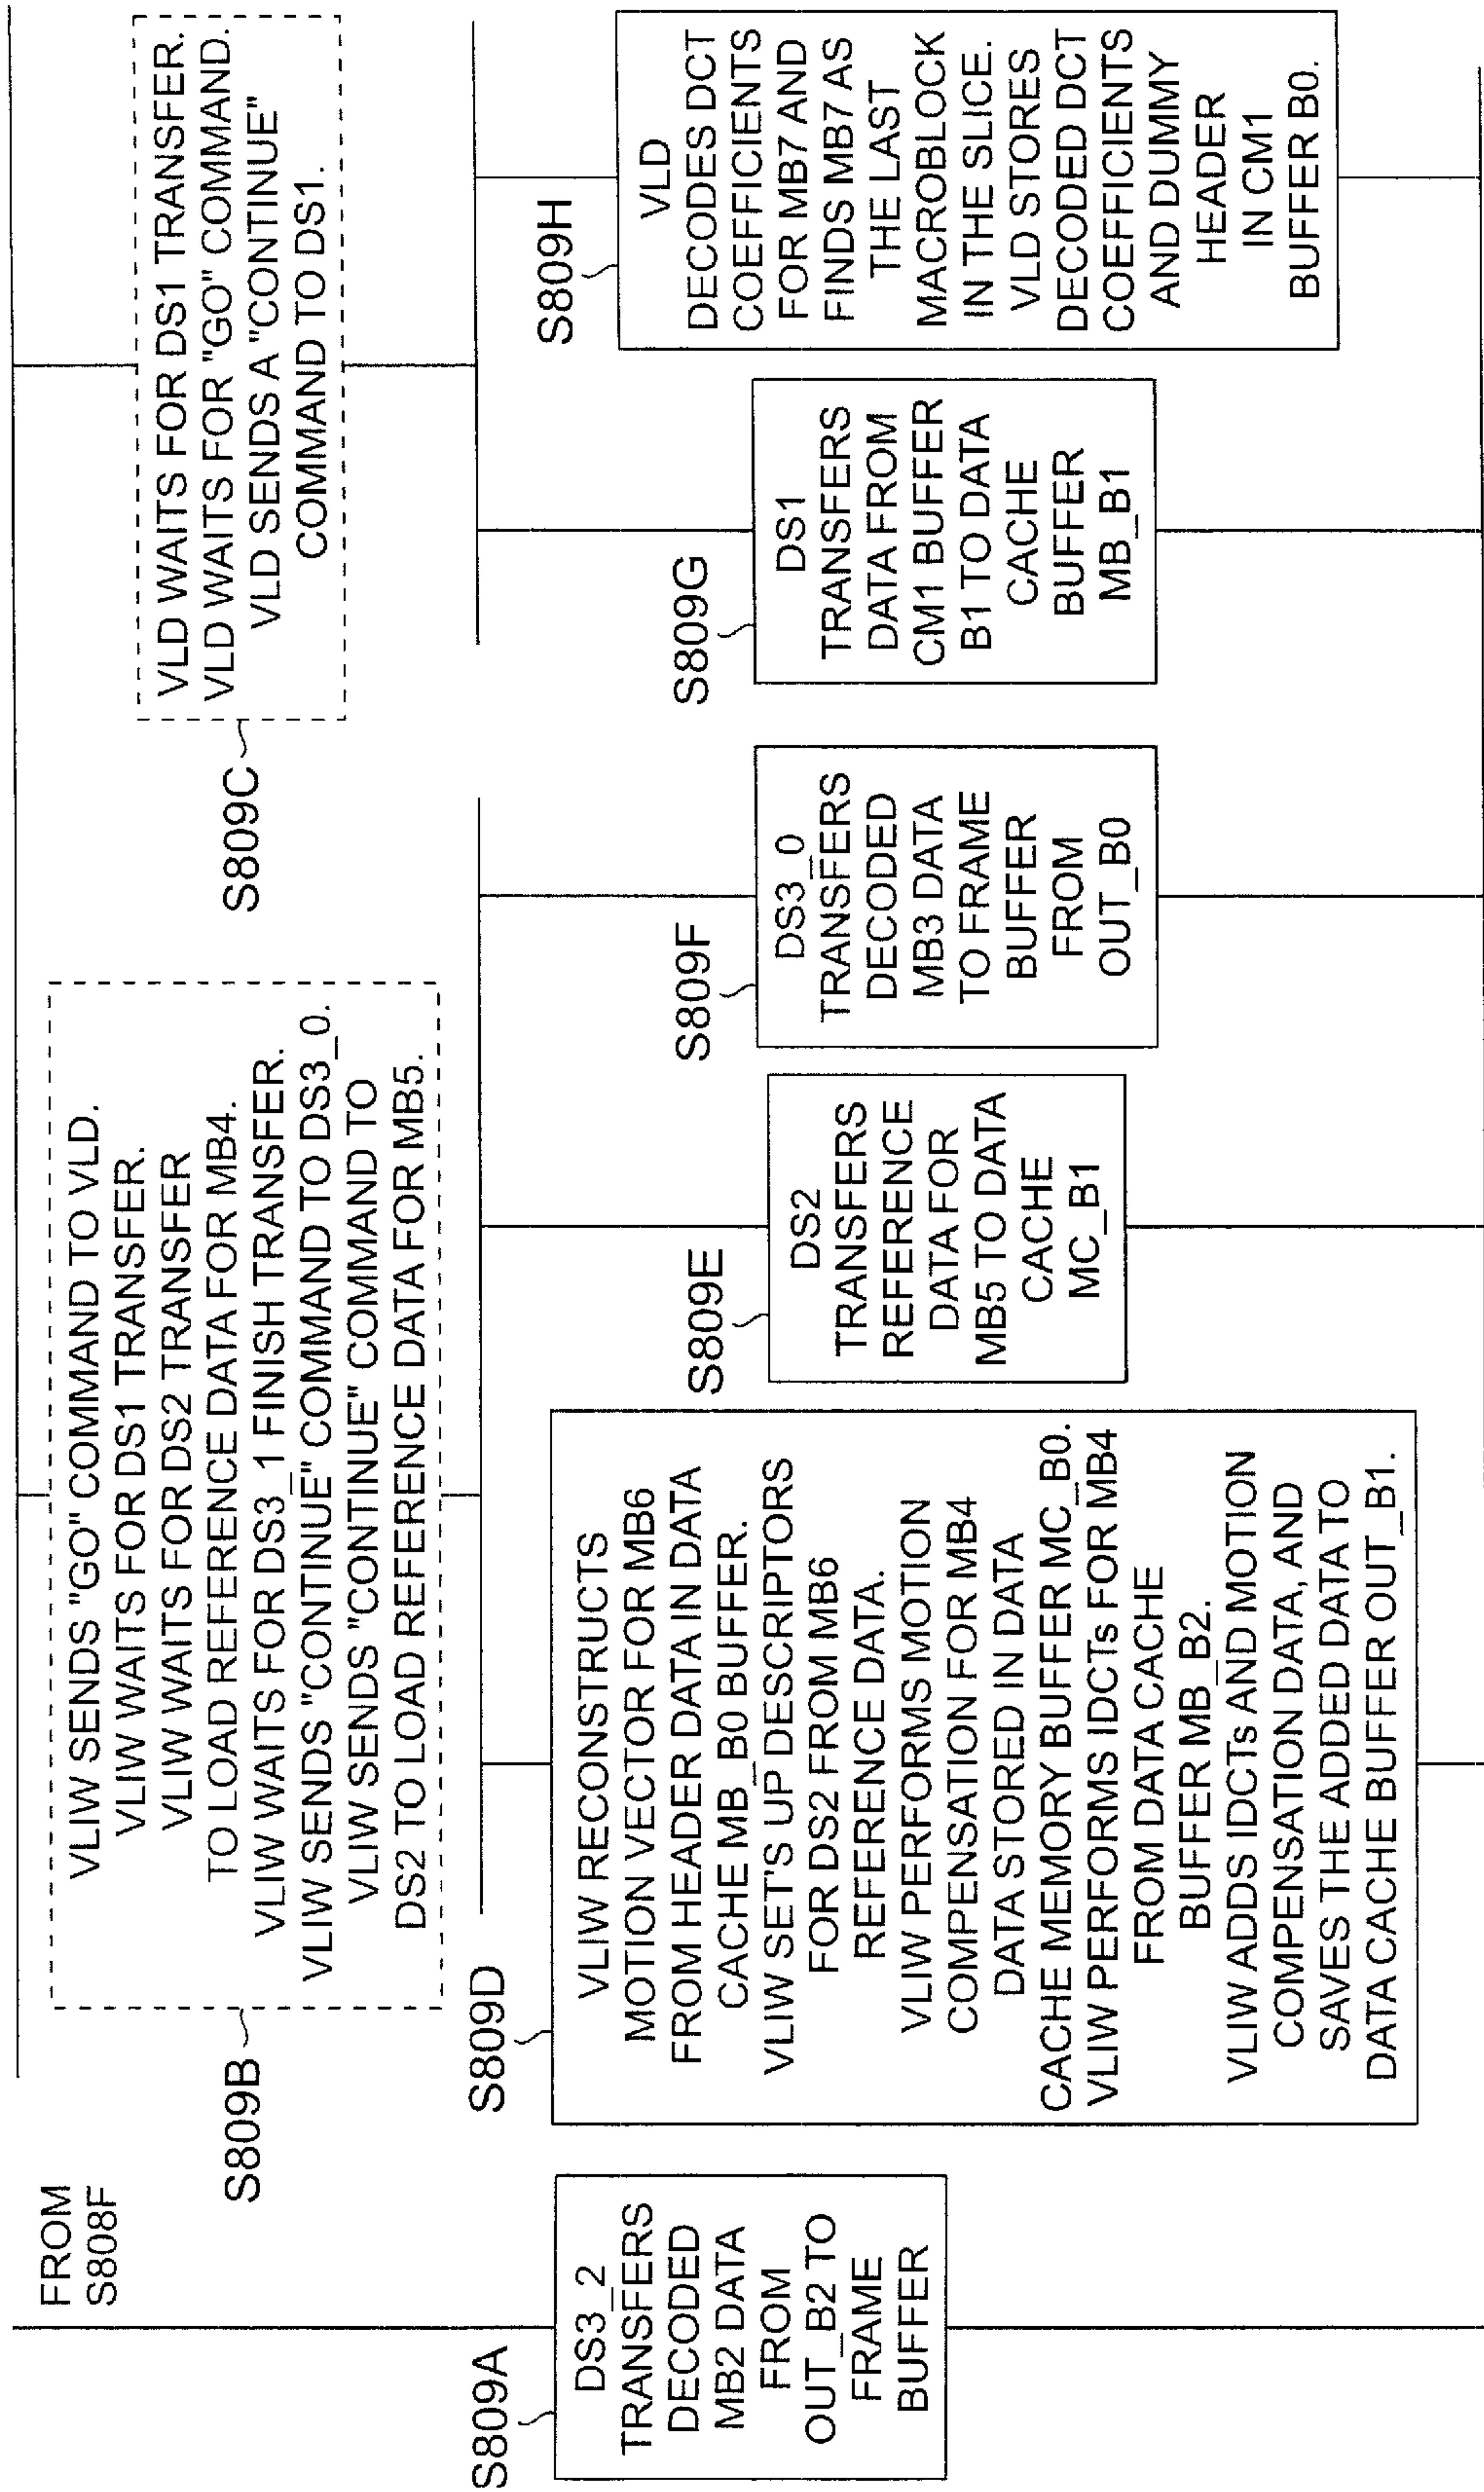 FROM
S808F
S809A
DS3_2
TRANSFERS
DECODED
MB2 DATA
FROM
OUT_B2 TO
FRAME
BUFFER
S809B
VLIW SENDS "GO" COMMAND TO VLD.
VLIW WAITS FOR DS1 TRANSFER.
VLIW WAITS FOR DS2 TRANSFER
TO LOAD REFERENCE DATA FOR MB4.
VLIW WAITS FOR DS3_1 FINISH TRANSFER.
VLIW SENDS "CONTINUE" COMMAND TO DS3_0.
VLIW SENDS "CONTINUE" COMMAND TO
DS2 TO LOAD REFERENCE DATA FOR MB5.
S809C
VLD WAITS FOR DS1 TRANSFER.
VLD WAITS FOR "GO" COMMAND.
VLD SENDS A "CONTINUE"
COMMAND TO DS1.
S809D
VLIW RECONSTRUCTS
MOTION VECTOR FOR MB6
FROM HEADER DATA IN DATA
CACHE MB_B0 BUFFER.
VLIW SET'S UP DESCRIPTORS
FOR DS2 FROM MB6
REFERENCE DATA.
VLIW PERFORMS MOTION
COMPENSATION FOR MB4
DATA STORED IN DATA
CACHE MEMORY BUFFER MC_B0.
VLIW PERFORMS IDCTs FOR MB4
FROM DATA CACHE
BUFFER MB_B2.
VLIW ADDS IDCTs AND MOTION
COMPENSATION DATA, AND
SAVES THE ADDED DATA TO
DATA CACHE BUFFER OUT_B1.
S809E
DS2
TRANSFERS
REFERENCE
DATA FOR
MB5 TO DATA
CACHE
MC_B1
S809F
DS3_0
TRANSFERS
DECODED
MB3 DATA
TO FRAME
BUFFER
FROM
OUT_B0
S809G
DS1
TRANSFERS
DATA FROM
CM1 BUFFER
B1 TO DATA
CACHE
BUFFER
MB_B1
S809H
VLD
DECODES DCT
COEFFICIENTS
FOR MB7 AND
FINDS MB7 AS
THE LAST
MACROBLOCK
IN THE SLICE.
VLD STORES
DECODED DCT
COEFFICIENTS
AND DUMMY
HEADER
IN CM1
BUFFER B0.